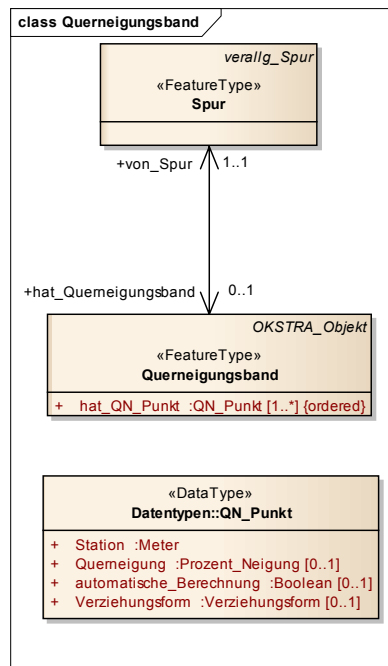 class Querneigungsband
verallg_Spur
«FeatureType»
Spur
+von_Spur 1..1
+hat_Querneigungsband 0..1
OKSTRA_Objekt
«FeatureType»
Querneigungsband
+ hat_QN_Punkt :QN_Punkt [1..*] {ordered}
«DataType»
Datentypen::QN_Punkt
+ Station :Meter
+ Querneigung :Prozent_Neigung [0..1]
+ automatische_Berechnung :Boolean [0..1]
+ Verziehungsform :Verziehungsform [0..1]